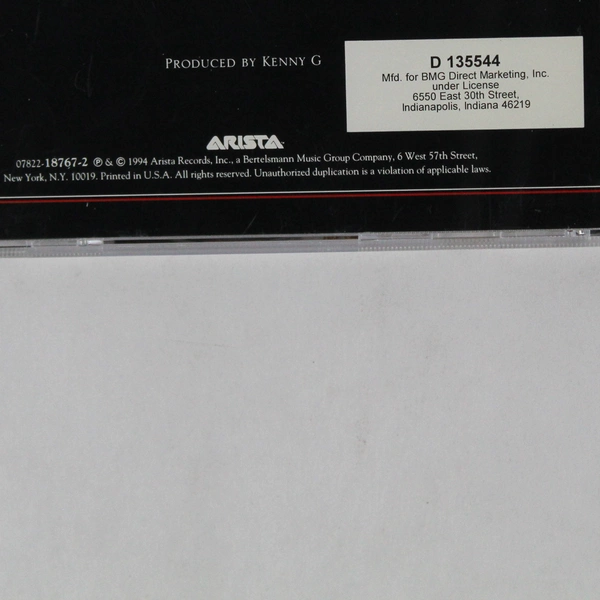 PRODUCED BY KENNY G
D 135544
Mfd. for BMG Direct Marketing, Inc.
under License
6550 East 30th Street,
Indianapolis, Indiana 46219
ARISTA
07822-18767-2 ℗ & © 1994 Arista Records, Inc., a Bertelsmann Music Group Company, 6 West 57th Street,
New York, N.Y. 10019. Printed in U.S.A. All rights reserved. Unauthorized duplication is a violation of applicable laws.